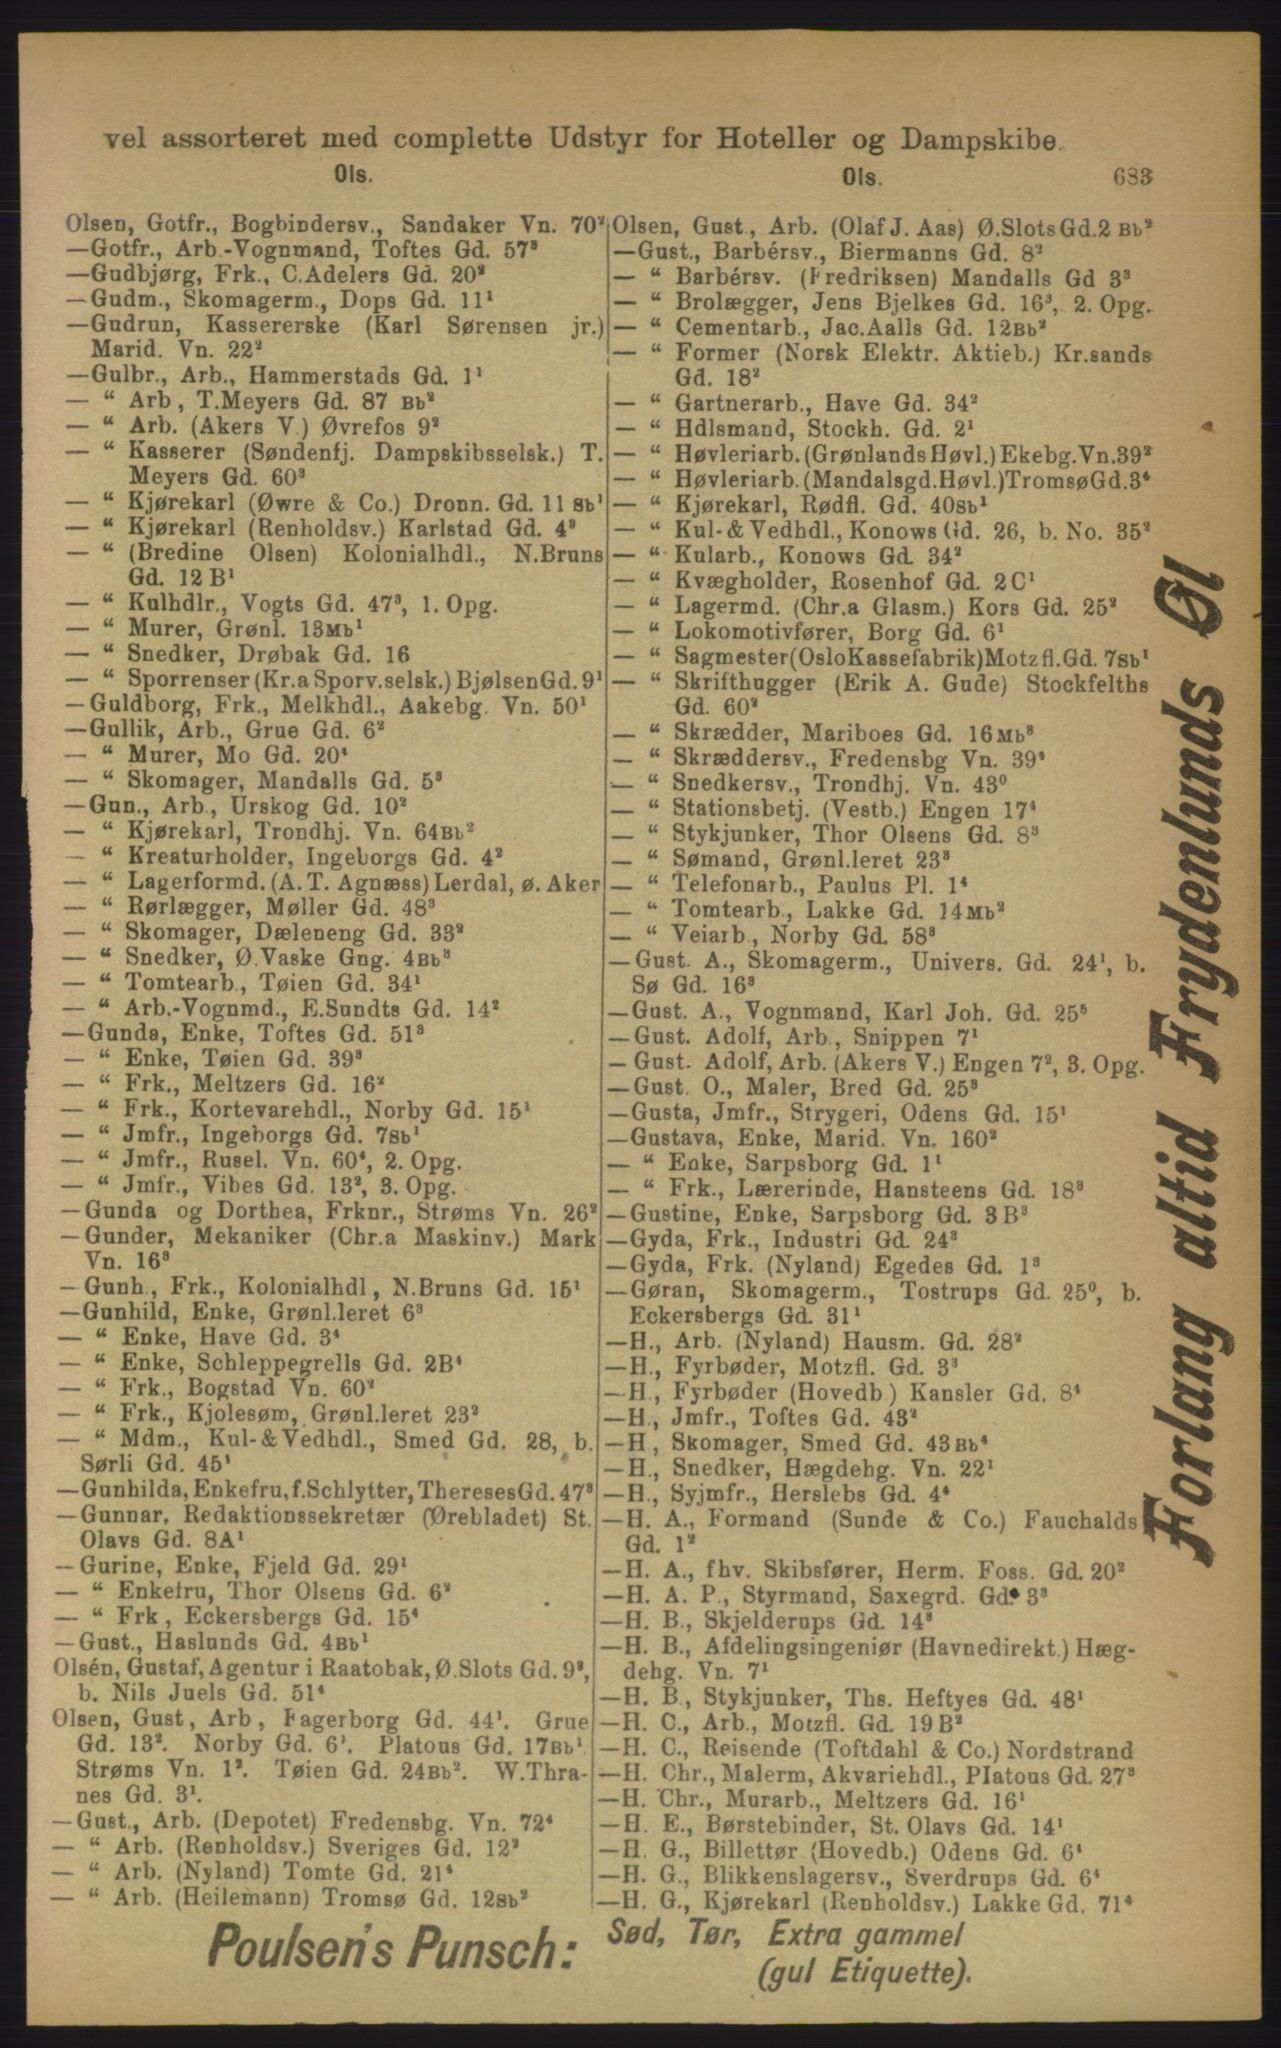 vel assorteret med complette Udstyr for Hoteller og Dampskibe.
Ols.
Ols.
683
Olsen, Gotfr., Bogbindersv., Sandaker Vn. 70²
—Gotfr., Arb.-Vognmand, Toftes Gd. 57³
—Gudbjørg, Frk., C.Adelers Gd. 20²
—Gudm., Skomagerm., Dops Gd. 11¹
—Gudrun, Kassererske (Karl Sørensen jr.)
Marid. Vn. 22²
—Gulbr., Arb., Hammerstads Gd. 1¹
— “ Arb, T.Meyers Gd. 87 Bb²
— “ Arb. (Akers V.) Øvrefos 9²
— “ Kasserer (Søndenfj. Dampskibsselsk.) T.
Meyers Gd. 60³
— “ Kjørekarl (Øwre & Co.) Dronn. Gd. 11 Sb¹
— “ Kjørekarl (Renholdsv.) Karlstad Gd. 4³
— “ (Bredine Olsen) Kolonialhdl., N.Bruns
Gd. 12 B¹
— “ Kulhdlr., Vogts Gd. 47³, 1. Opg.
— “ Murer, Grønl. 13Mb¹
— “ Snedker, Drøbak Gd. 16
— “ Sporrenser (Kr.a Sporv.selsk.) Bjølsen Gd. 9¹
—Guldborg, Frk., Melkhdl., Aakebg. Vn. 50¹
—Gullik, Arb., Grue Gd. 6²
— “ Murer, Mo Gd. 20⁴
— “ Skomager, Mandalls Gd. 5³
—Gun., Arb., Urskog Gd. 10²
— “ Kjørekarl, Trondhj. Vn. 64Bb²
— “ Kreaturholder, Ingeborgs Gd. 4²
— “ Lagerformd. (A. T. Agnæss) Lerdal, ø. Aker
— “ Rørlægger, Møller Gd. 48³
— “ Skomager, Dæleneng Gd. 33²
— “ Snedker, Ø.Vaske Gng. 4Bb³
— “ Tomtearb., Tøien Gd. 34¹
— “ Arb.-Vognmd., E.Sundts Gd. 14²
—Gunda, Enke, Toftes Gd. 51³
— “ Enke, Tøien Gd. 39³
— “ Frk., Meltzers Gd. 16²
— “ Frk., Kortevarehdl., Norby Gd. 15¹
— “ Jmfr., Ingeborgs Gd. 7Sb¹
— “ Jmfr., Rusel. Vn. 60⁴, 2. Opg.
— “ Jmfr., Vibes Gd. 13², 3. Opg.
—Gunda og Dorthea, Frknr., Strøms Vn. 26²
—Gunder, Mekaniker (Chr.a Maskinv.) Mark
Vn. 16³
—Gunh., Frk., Kolonialhdl, N.Bruns Gd. 15¹
—Gunhild, Enke, Grønl.leret 6³
— “ Enke, Have Gd. 3⁴
— “ Enke, Schleppegrells Gd. 2B⁴
— “ Frk., Bogstad Vn. 60²
— “ Frk., Kjolesøm, Grønl.leret 23²
— “ Mdm., Kul- & Vedhdl., Smed Gd. 28, b.
Sørli Gd. 45¹
—Gunhilda, Enkefru, f.Schlytter, Thereses Gd. 47³
—Gunnar, Redaktionssekretær (Ørebladet) St.
Olavs Gd. 8A¹
—Gurine, Enke, Fjeld Gd. 29¹
— “ Enkefru, Thor Olsens Gd. 6²
— “ Frk, Eckersbergs Gd. 15⁴
—Gust., Haslunds Gd. 4Bb¹
Olsén, Gustaf, Agentur i Raatobak, Ø.Slots Gd. 9³,
b. Nils Juels Gd. 51⁴
Olsen, Gust, Arb, Fagerborg Gd. 44¹. Grue
Gd. 13². Norby Gd. 6¹. Platous Gd. 17Bb¹
Strøms Vn. 1². Tøien Gd. 24Bb². W.Thra-
nes Gd. 3¹.
—Gust., Arb. (Depotet) Fredensbg. Vn. 72⁴
— “ Arb. (Renholdsv.) Sveriges Gd. 12²
— “ Arb. (Nyland) Tomte Gd. 21⁴
— “ Arb. (Heilemann) Tromsø Gd. 12Sb²
Olsen, Gust, Arb. (Olaf J. Aas) Ø.Slots Gd.2 Bb²
—Gust., Barbérsv., Biermanns Gd. 8²
— “ Barbérsv. (Fredriksen) Mandalls Gd 3³
— “ Brolægger, Jens Bjelkes Gd. 16³, 2. Opg.
— “ Cementarb., Jac.Aalls Gd. 12Bb²
— “ Former (Norsk Elektr. Aktieb.) Kr.sands
Gd. 18²
— “ Gartnerarb., Have Gd. 34²
— “ Hdlsmand, Stockh. Gd. 2¹
— “ Høvleriarb. (Grønlands Høvl.) Ekebg.Vn.39²
— “ Høvleriarb. (Mandalsgd.Høvl.) Tromsø Gd.3⁴
— “ Kjørekarl, Rødfl. Gd. 40Sb¹
— “ Kul- & Vedhdl., Konows Gd. 26, b. No. 35²
— “ Kularb., Konows Gd. 34²
— “ Kvægholder, Rosenhof Gd. 2 C¹
— “ Lagermd. (Chr.a Glasm.) Kors Gd. 25²
— “ Lokomotivfører, Borg Gd. 6¹
— “ Sagmester (Oslo Kassefabrik) Motzfl.Gd. 7Sb¹
— “ Skrifthugger (Erik A. Gude) Stockfelths
Gd. 60²
— “ Skrædder, Mariboes Gd. 16Mb³
— “ Skræddersv., Fredensbg Vn. 39⁴
— “ Snedkersv., Trondhj. Vn. 43⁰
— “ Stationsbetj. (Vestb.) Engen 17⁴
— “ Stykjunker, Thor Olsens Gd. 8³
— “ Sømand, Grønl.leret 23³
— “ Telefonarb., Paulus Pl. 1⁴
— “ Tomtearb., Lakke Gd. 14Mb²
— “ Veiarb., Norby Gd. 58³
—Gust. A., Skomagerm., Univers. Gd. 24¹, b.
Sø Gd. 16³
—Gust. A., Vognmand, Karl Joh. Gd. 25⁵
—Gust. Adolf, Arb., Snippen 7¹
—Gust. Adolf, Arb. (Akers V.) Engen 7², 3. Opg.
—Gust. O., Maler, Bred Gd. 25³
—Gusta, Jmfr., Strygeri, Odens Gd. 15¹
—Gustava, Enke, Marid. Vn. 160²
— “ Enke, Sarpsborg Gd. 1¹
— “ Frk., Lærerinde, Hansteens Gd. 18³
—Gustine, Enke, Sarpsborg Gd. 3 B³
—Gyda, Frk., Industri Gd. 24³
—Gyda, Frk. (Nyland) Egedes Gd. 1³
—Gøran, Skomagerm., Tostrups Gd. 25⁰, b.
Eckersbergs Gd. 31¹
—H., Arb. (Nyland) Hausm. Gd. 28²
—H., Fyrbøder, Motzfl. Gd. 3³
—H., Fyrbøder (Hovedb) Kansler Gd. 8⁴
—H., Jmfr., Toftes Gd. 43²
—H, Skomager, Smed Gd. 43Bb⁴
—H., Snedker, Hægdehg. Vn. 22¹
—H., Syjmfr., Herslebs Gd. 4⁴
—H. A., Formand (Sunde & Co.) Fauchalds
Gd. 1²
—H. A., fhv. Skibsfører, Herm. Foss. Gd. 20²
—H. A. P., Styrmand, Saxegrd. Gd. 3³
—H. B., Skjelderups Gd. 14³
—H. B., Afdelingsingeniør (Havnedirekt.) Hæg-
dehg. Vn. 7¹
—H. B., Stykjunker, Ths. Heftyes Gd. 48¹
—H. C., Arb., Motzfl. Gd. 19 B²
—H. C., Reisende (Toftdahl & Co.) Nordstrand
—H. Chr., Malerm, Akvariehdl., Platous Gd. 27³
—H. Chr., Murarb., Meltzers Gd. 16¹
—H. E., Børstebinder, St. Olavs Gd. 14¹
—H. G., Billettør (Hovedb.) Odens Gd. 6⁴
—H. G., Blikkenslagersv., Sverdrups Gd. 6⁴
—H. G., Kjørekarl (Renholdsv.) Lakke Gd. 71⁴
Forlang altid Frydenlunds Øl
Poulsen's Punsch: Sød, Tør, Extra gammel
(gul Etiquette).